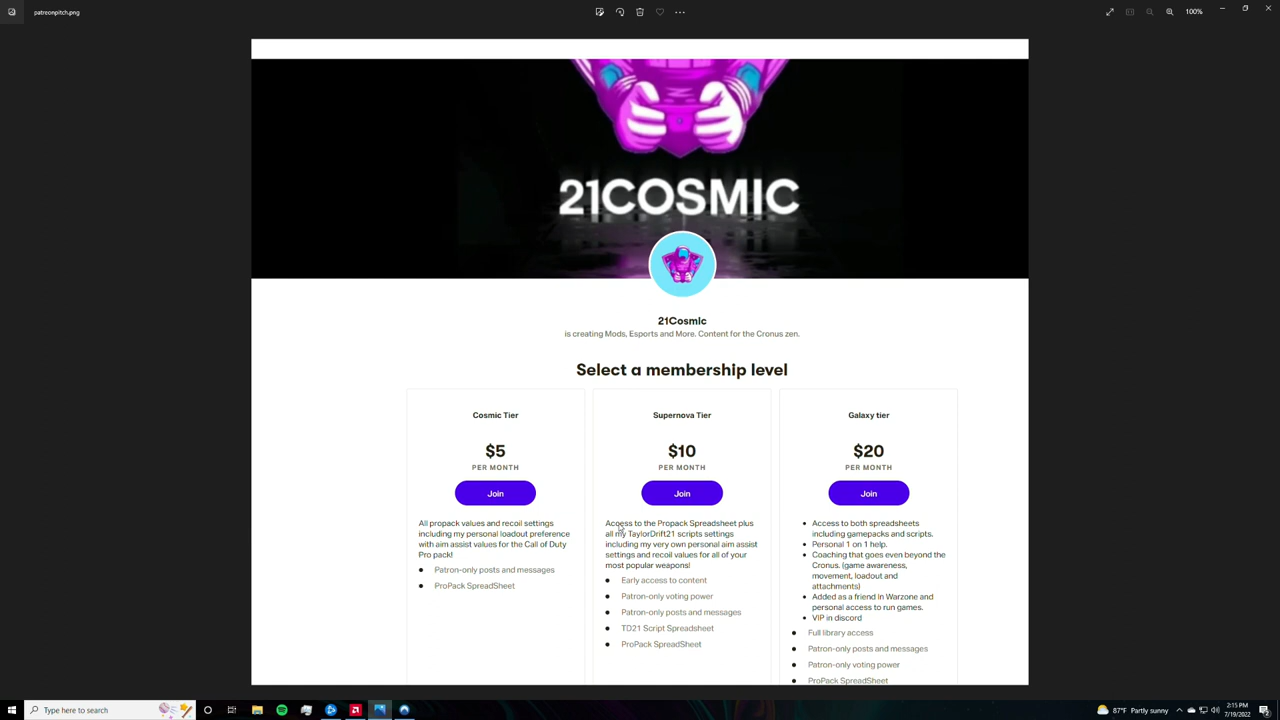 patreonpitch.png
100%
21COSMIC
21Cosmic
is creating Mods, Esports and More. Content for the Cronus zen.
Select a membership level
Cosmic Tier
$5
PER MONTH
Join
All propack values and recoil settings
including my personal loadout preference
with aim assist values for the Call of Duty
Pro pack!
Patron-only posts and messages
ProPack SpreadSheet
Supernova Tier
$10
PER MONTH
Join
Access to the Propack Spreadsheet plus
all my TaylorDrift21 scripts settings
including my very own personal aim assist
settings and recoil values for all of your
most popular weapons!
Early access to content
Patron-only voting power
Patron-only posts and messages
TD21 Script Spreadsheet
ProPack SpreadSheet
Galaxy tier
$20
PER MONTH
Join
Access to both spreadsheets
including gamepacks and scripts.
Personal 1 on 1 help.
Coaching that goes even beyond the
Cronus. (game awareness,
movement, loadout and
attachments)
Added as a friend in Warzone and
personal access to run games.
VIP in discord
Full library access
Patron-only posts and messages
Patron-only voting power
ProPack SpreadSheet
Type here to search
87°F Partly sunny
2:15 PM
7/19/2022